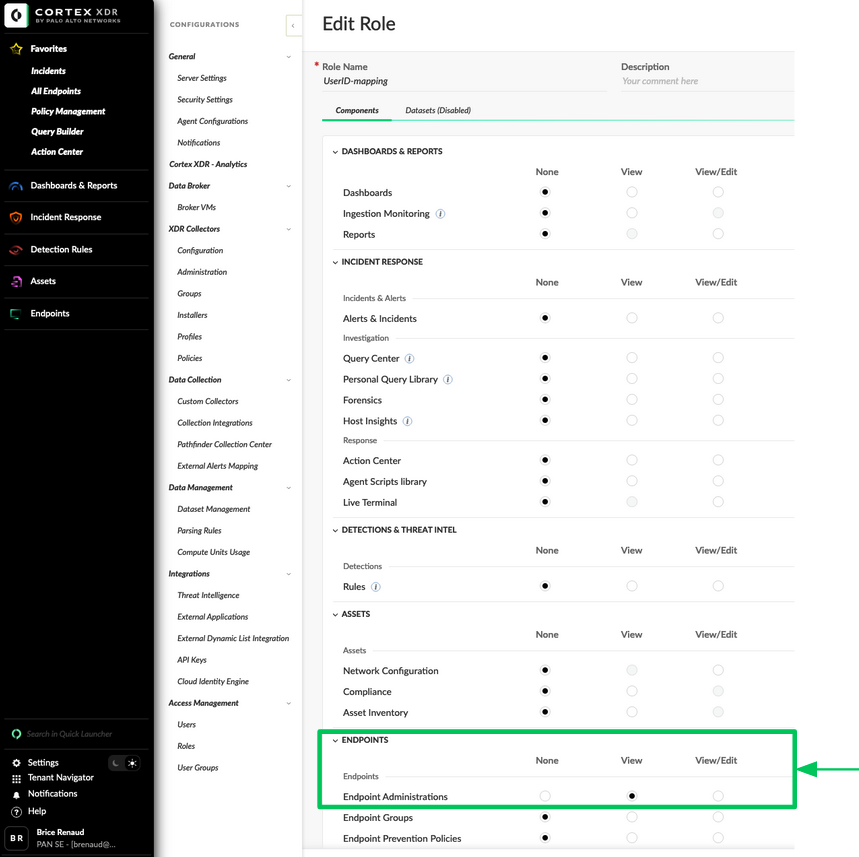 CORTEX XDR
BY PALO ALTO NETWORKS
Favorites
Incidents
All Endpoints
Policy Management
Query Builder
Action Center
Dashboards & Reports
Incident Response
Detection Rules
Assets
Endpoints
Search in Quick Launcher
Settings
Tenant Navigator
Notifications
Help
BR
Brice Renaud
PAN SE - [brenaud@...
CONFIGURATIONS
General
Server Settings
Security Settings
Agent Configurations
Notifications
Cortex XDR - Analytics
Data Broker
Broker VMs
XDR Collectors
Configuration
Administration
Groups
Installers
Profiles
Policies
Data Collection
Custom Collectors
Collection Integrations
Pathfinder Collection Center
External Alerts Mapping
Data Management
Dataset Management
Parsing Rules
Compute Units Usage
Integrations
Threat Intelligence
External Applications
External Dynamic List Integration
API Keys
Cloud Identity Engine
Access Management
Users
Roles
User Groups
Edit Role
* Role Name Description
UserID-mapping Your comment here
Components Datasets (Disabled)
DASHBOARDS & REPORTS
None View View/Edit
Dashboards
Ingestion Monitoring i
Reports
INCIDENT RESPONSE
None View View/Edit
Incidents & Alerts
Alerts & Incidents
Investigation
Query Center i
Personal Query Library i
Forensics
Host Insights i
Response
Action Center
Agent Scripts library
Live Terminal
DETECTIONS & THREAT INTEL
None View View/Edit
Detections
Rules i
ASSETS
None View View/Edit
Assets
Network Configuration
Compliance
Asset Inventory
ENDPOINTS
None View View/Edit
Endpoints
Endpoint Administrations
Endpoint Groups
Endpoint Prevention Policies